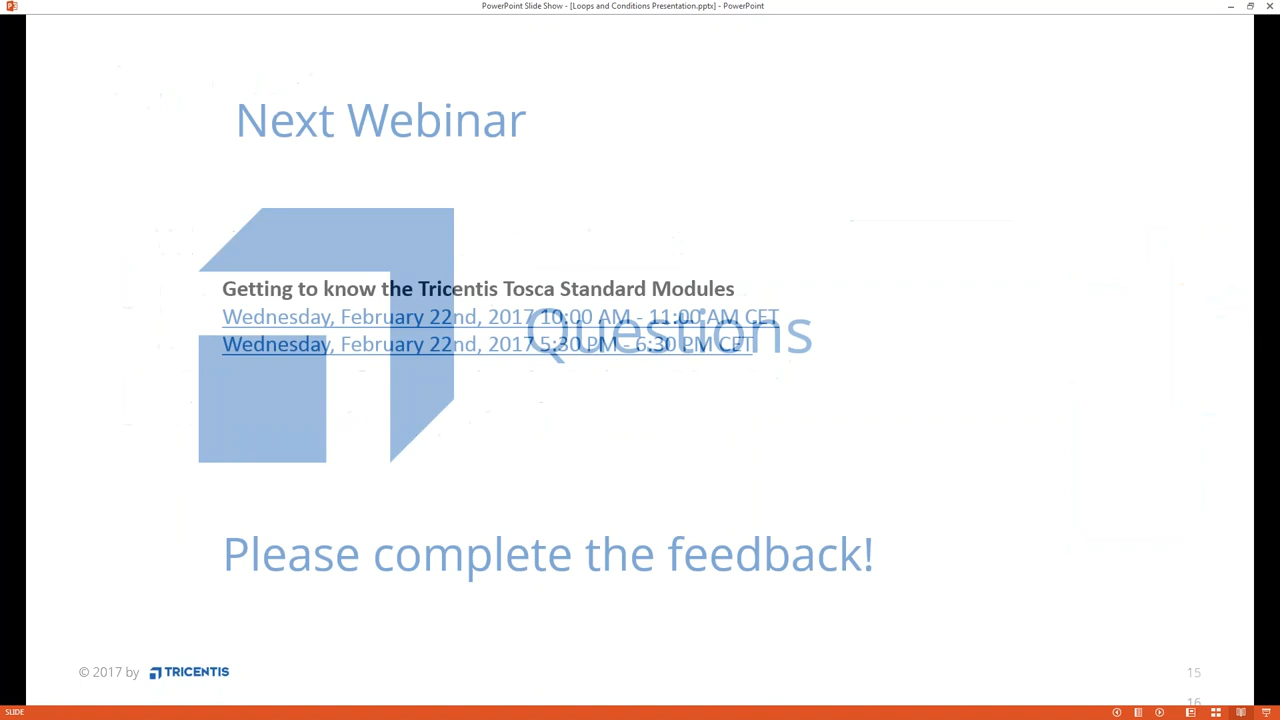 PowerPoint Slide Show - [Loops and Conditions Presentation.pptx] - PowerPoint
Next Webinar
Getting to know the Tricentis Tosca Standard Modules
Wednesday, February 22nd, 2017 10:00 AM - 11:00 AM CET
Questions
Wednesday, February 22nd, 2017 5:30 PM - 6:30 PM CET
Please complete the feedback!
© 2017 by TRICENTIS
15
16
SLIDE